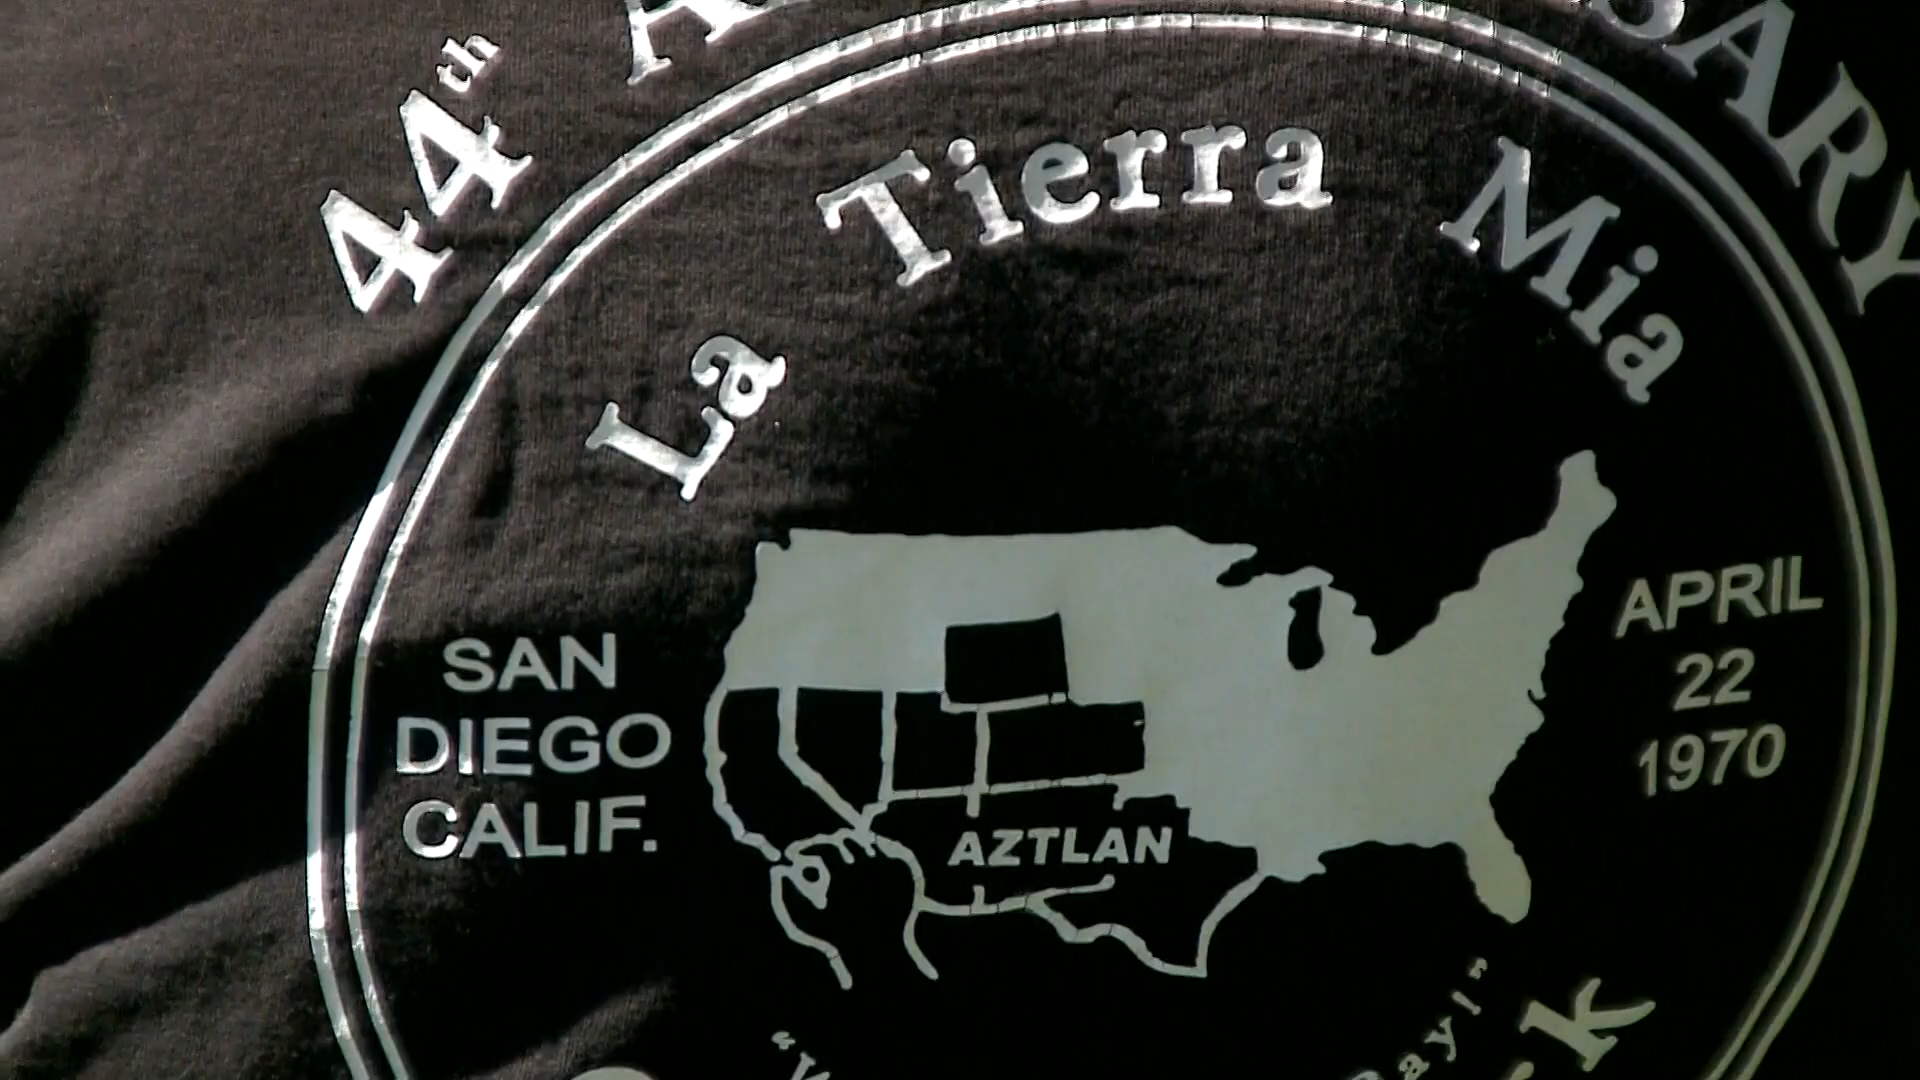 44th
La Tierra Mia
SAN
DIEGO
CALIF.
APRIL
22
1970
AZTLAN